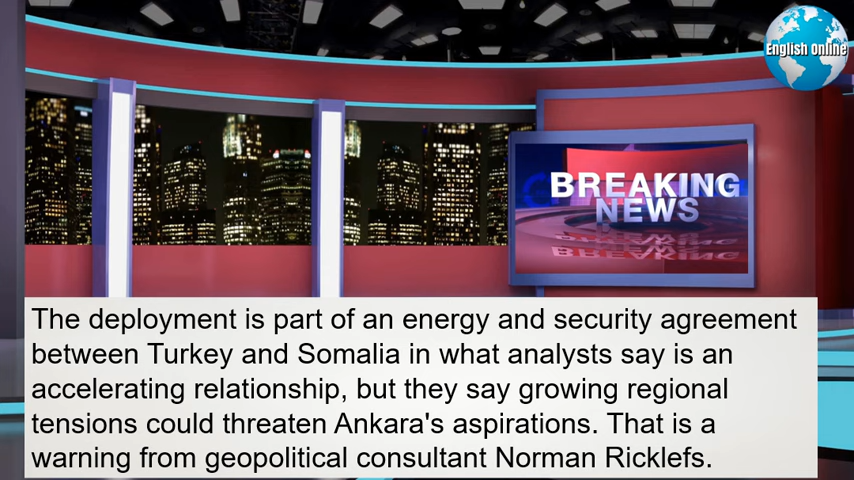 English Online
BREAKING
NEWS
The deployment is part of an energy and security agreement
between Turkey and Somalia in what analysts say is an
accelerating relationship, but they say growing regional
tensions could threaten Ankara's aspirations. That is a
warning from geopolitical consultant Norman Ricklefs.